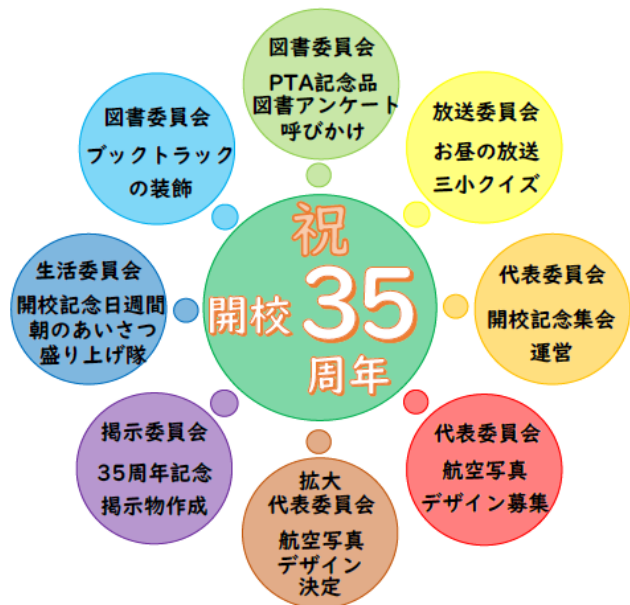 祝
開校35
周年
図書委員会
PTA記念品
図書アンケート
呼びかけ
放送委員会
お昼の放送
三小クイズ
代表委員会
開校記念集会
運営
代表委員会
航空写真
デザイン募集
拡大
代表委員会
航空写真
デザイン
決定
掲示委員会
35周年記念
掲示物作成
生活委員会
開校記念日週間
朝のあいさつ
盛り上げ隊
図書委員会
ブックトラック
の装飾